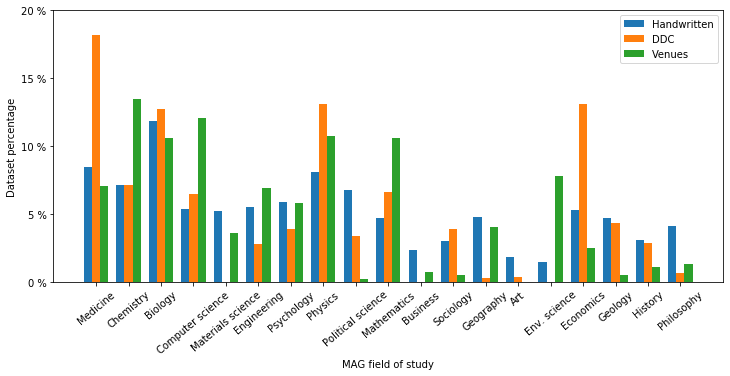 20 %
15 %
10 %
5 %
0 %
Dataset percentage
Handwritten
DDC
Venues
Medicine
Chemistry
Biology
Computer science
Materials science
Engineering
Psychology
Physics
Political science
Mathematics
Business
Sociology
Geography
Art
Env. science
Economics
Geology
History
Philosophy
MAG field of study